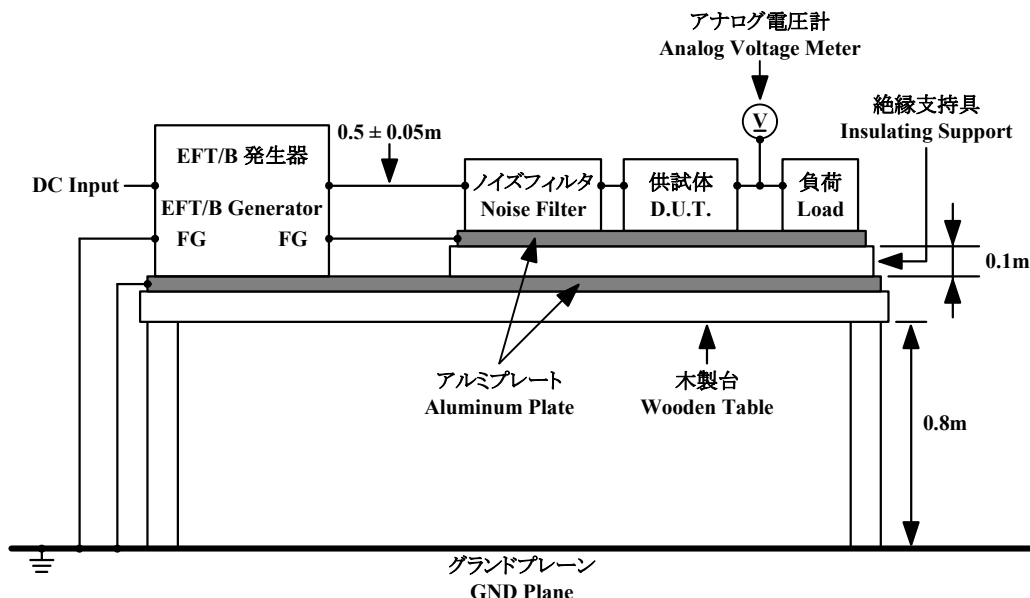 アナログ電圧計
Analog Voltage Meter
絶縁支持具
Insulating Support
0.5 ± 0.05m
V
EFT/B 発生器
EFT/B Generator
DC Input
FG
FG
ノイズフィルタ
Noise Filter
供試体
D.U.T.
負荷
Load
0.1m
アルミプレート
Aluminum Plate
木製台
Wooden Table
0.8m
グランドプレーン
GND Plane